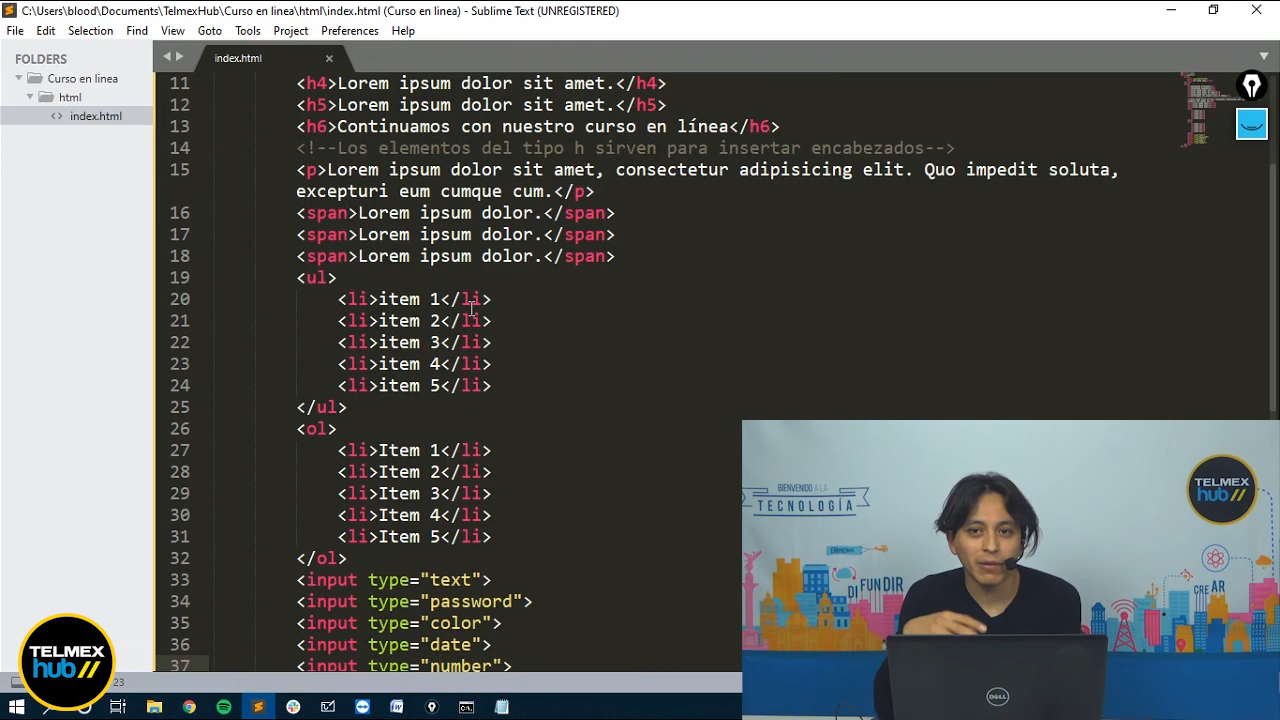 C:\Users\blood\Documents\TelmexHub\Curso en linea\html\index.html (Curso en linea) - Sublime Text (UNREGISTERED)
File Edit Selection Find View Goto Tools Project Preferences Help
FOLDERS
Curso en linea
html
index.html
index.html
11 <h4>Lorem ipsum dolor sit amet.</h4>
12 <h5>Lorem ipsum dolor sit amet.</h5>
13 <h6>Continuamos con nuestro curso en línea</h6>
14 <!--Los elementos del tipo h sirven para insertar encabezados-->
15 <p>Lorem ipsum dolor sit amet, consectetur adipisicing elit. Quo impedit soluta,
excepturi eum cumque cum.</p>
16 <span>Lorem ipsum dolor.</span>
17 <span>Lorem ipsum dolor.</span>
18 <span>Lorem ipsum dolor.</span>
19 <ul>
20 <li>item 1</li>
21 <li>item 2</li>
22 <li>item 3</li>
23 <li>item 4</li>
24 <li>item 5</li>
25 </ul>
26 <ol>
27 <li>Item 1</li>
28 <li>Item 2</li>
29 <li>Item 3</li>
30 <li>Item 4</li>
31 <li>Item 5</li>
32 </ol>
33 <input type="text">
34 <input type="password">
35 <input type="color">
36 <input type="date">
37 <input type="number">
BIENVENIDO A LA
TECNOLOGÍA
DIFUNDIR
CREAR
TELMEX
hub//
TELMEX
hub//
23
DELL